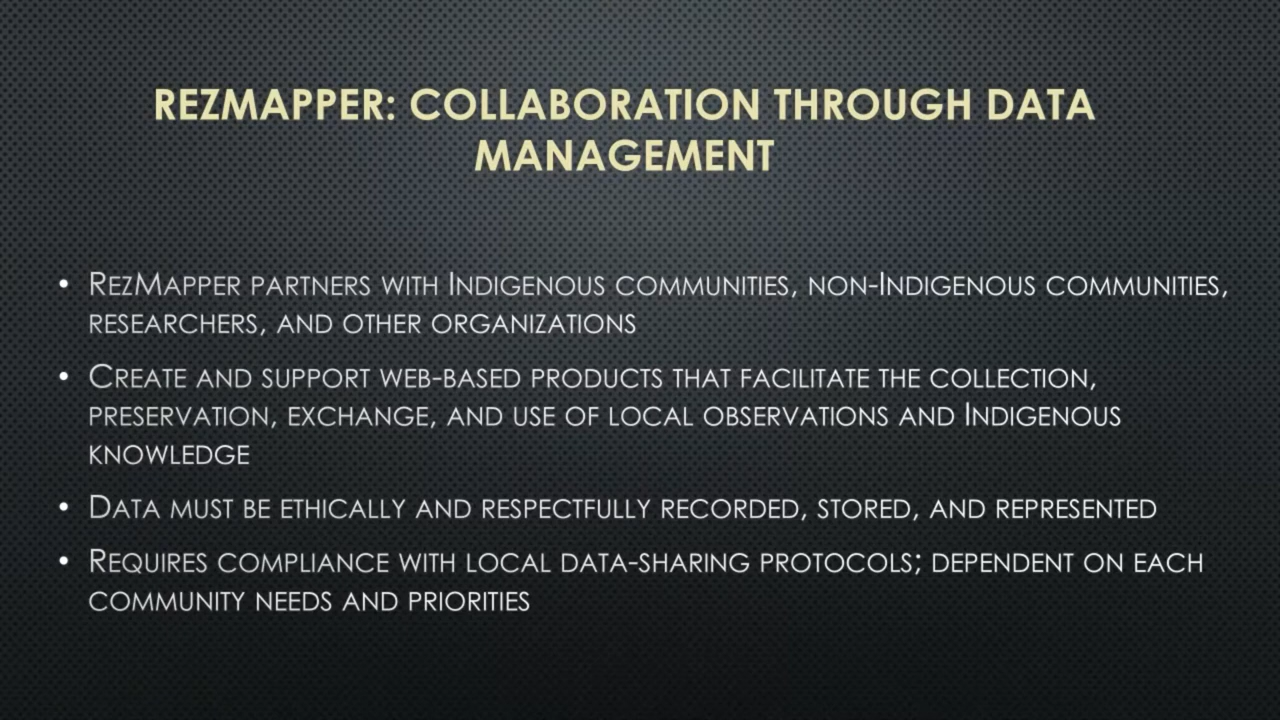 REZMAPPER: COLLABORATION THROUGH DATA
MANAGEMENT
• REZMAPPER PARTNERS WITH INDIGENOUS COMMUNITIES, NON-INDIGENOUS COMMUNITIES,
RESEARCHERS, AND OTHER ORGANIZATIONS
• CREATE AND SUPPORT WEB-BASED PRODUCTS THAT FACILITATE THE COLLECTION,
PRESERVATION, EXCHANGE, AND USE OF LOCAL OBSERVATIONS AND INDIGENOUS
KNOWLEDGE
• DATA MUST BE ETHICALLY AND RESPECTFULLY RECORDED, STORED, AND REPRESENTED
• REQUIRES COMPLIANCE WITH LOCAL DATA-SHARING PROTOCOLS; DEPENDENT ON EACH
COMMUNITY NEEDS AND PRIORITIES